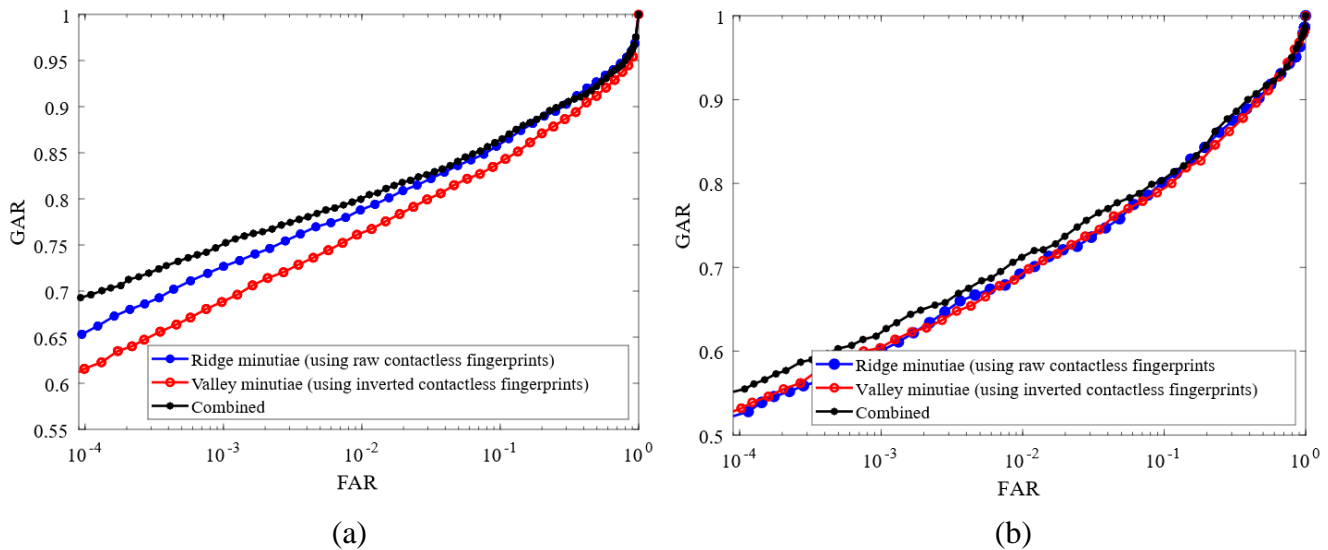 1
0.95
0.9
0.85
0.8
0.75
0.7
0.65
0.6
0.55
GAR
Ridge minutiae (using raw contactless fingerprints)
Valley minutiae (using inverted contactless fingerprints)
Combined
10^-4 10^-3 10^-2 10^-1 10^0
FAR
(a)
1
0.9
0.8
0.7
0.6
0.5
GAR
Ridge minutiae (using raw contactless fingerprints
Valley minutiae (using inverted contactless fingerprints)
Combined
10^-4 10^-3 10^-2 10^-1 10^0
FAR
(b)